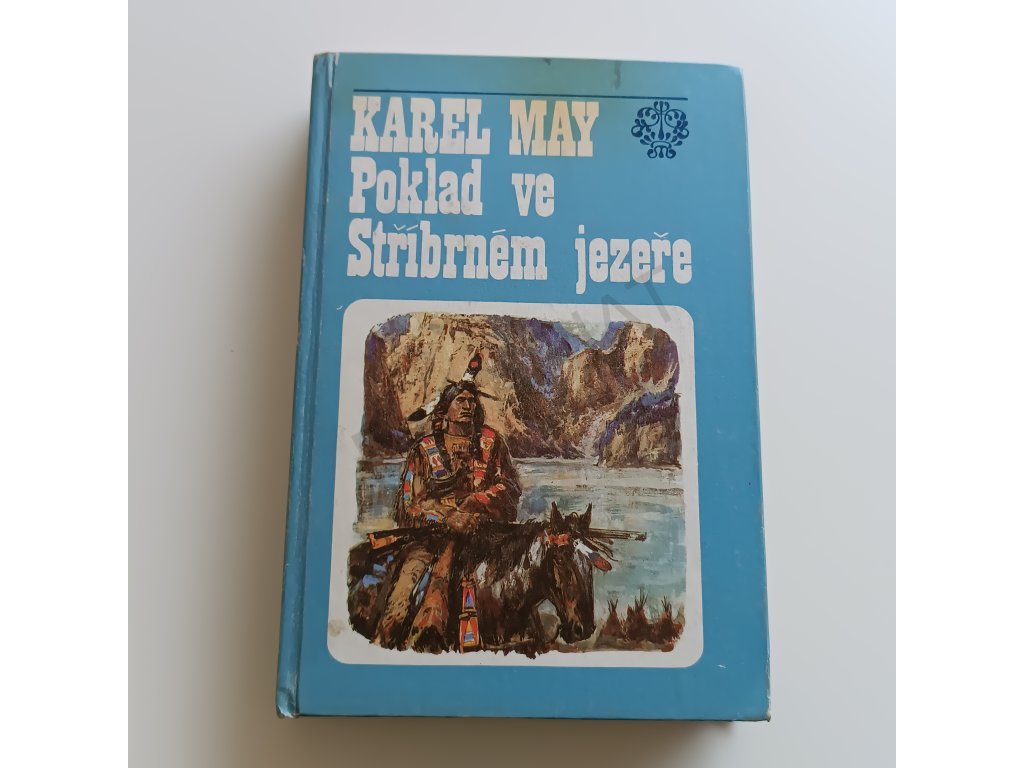 KAREL MAY
Poklad ve
Stříbrném jezeře